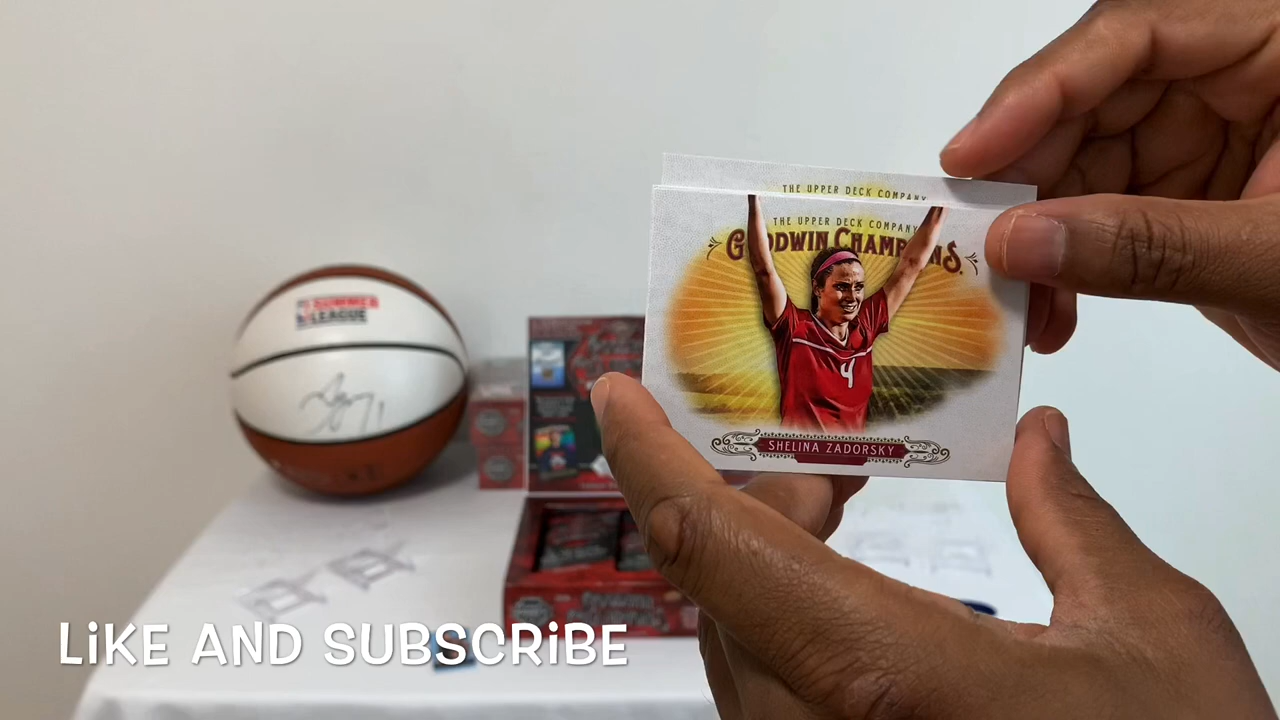 THE UPPER DECK COMPANY
THE UPPER DECK COMPANY
GOODWIN CHAMPIONS.
4
SHELINA ZADORSKY
SUMMER
LEAGUE
LiKE AND SUBSCRiBE